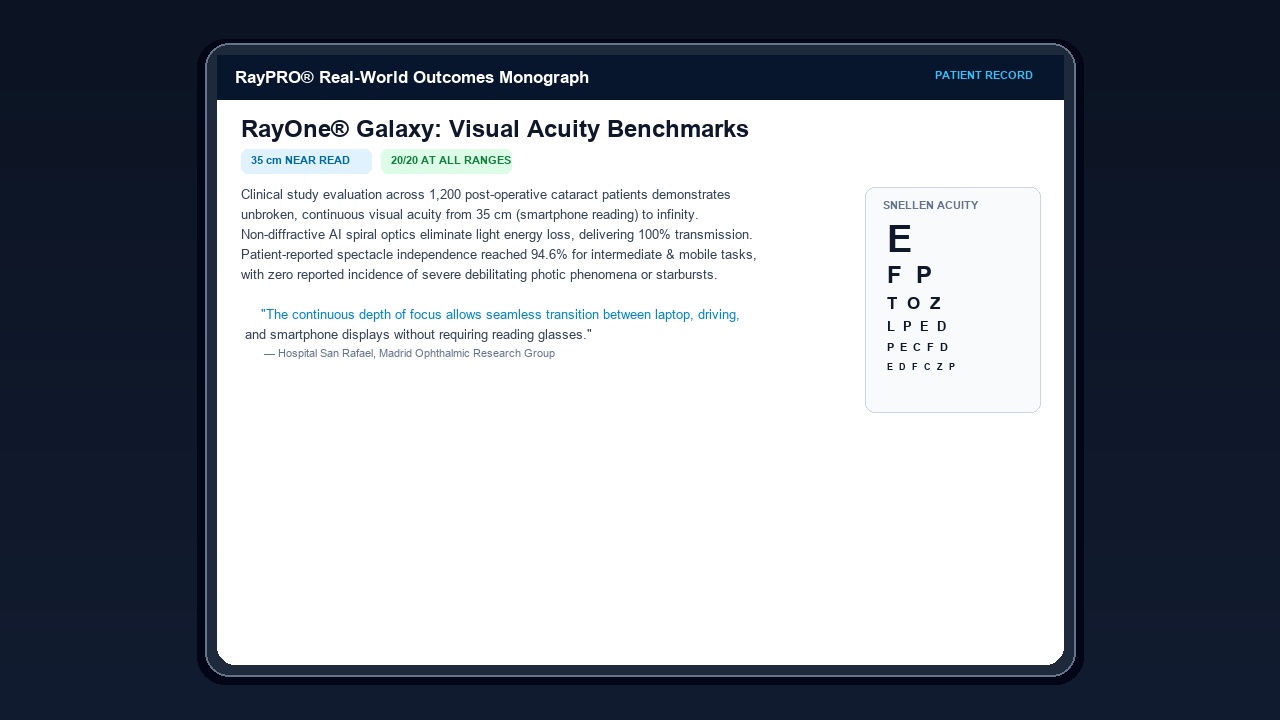 RayPRO® Real-World Outcomes Monograph
PATIENT RECORD
RayOne® Galaxy: Visual Acuity Benchmarks
35 cm NEAR READ
20/20 AT ALL RANGES
Clinical study evaluation across 1,200 post-operative cataract patients demonstrates
unbroken, continuous visual acuity from 35 cm (smartphone reading) to infinity.
Non-diffractive AI spiral optics eliminate light energy loss, delivering 100% transmission.
Patient-reported spectacle independence reached 94.6% for intermediate & mobile tasks,
with zero reported incidence of severe debilitating photic phenomena or starbursts.
"The continuous depth of focus allows seamless transition between laptop, driving,
and smartphone displays without requiring reading glasses."
— Hospital San Rafael, Madrid Ophthalmic Research Group
SNELLEN ACUITY
E
F P
T O Z
L P E D
P E C F D
E D F C Z P